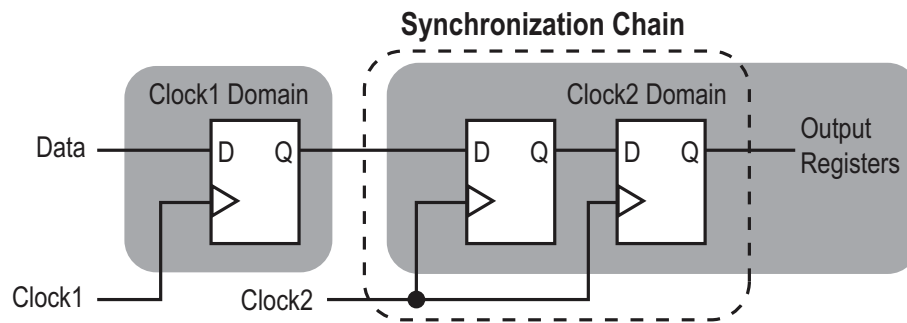 Synchronization Chain
Clock1 Domain
Clock2 Domain
Data
D
Q
D
Q
D
Q
Output
Registers
Clock1
Clock2